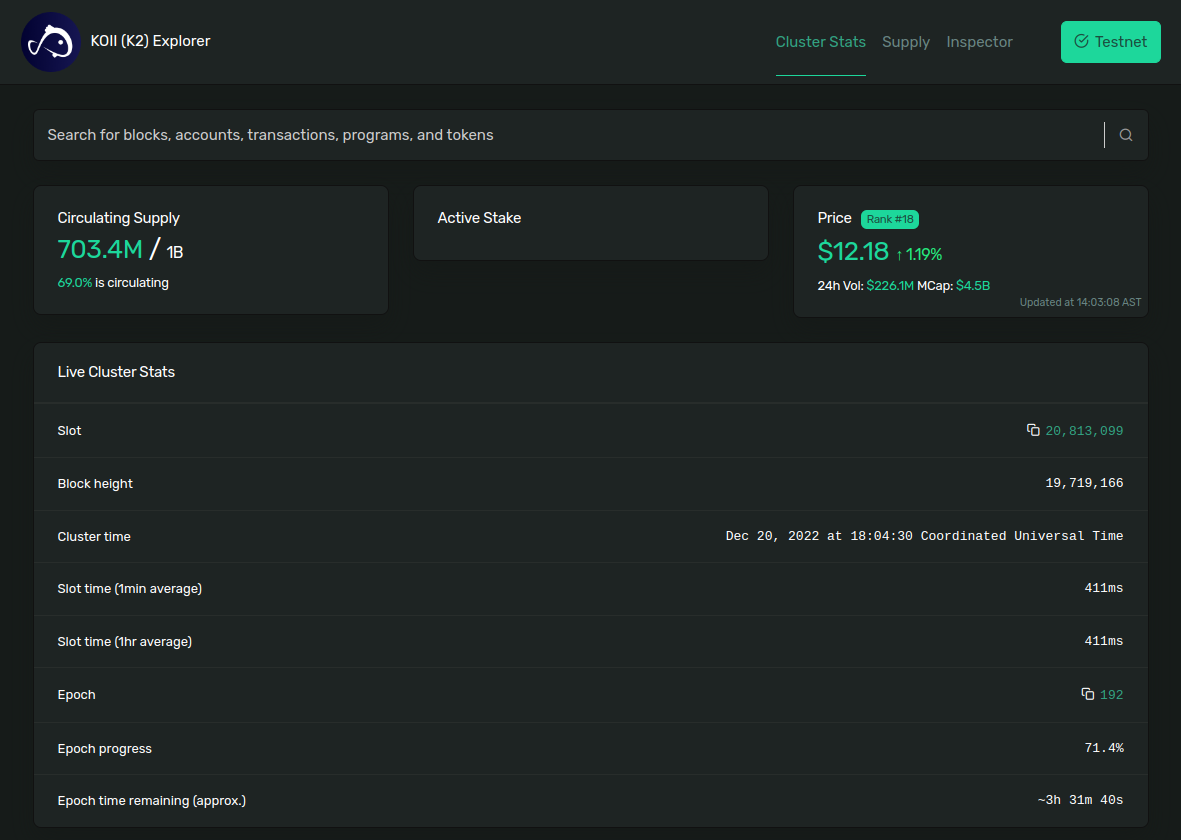 KOII (K2) Explorer
Cluster Stats Supply Inspector Testnet
Search for blocks, accounts, transactions, programs, and tokens
Circulating Supply
703.4M / 1B
69.0% is circulating
Active Stake
Price Rank #18
$12.18 ↑ 1.19%
24h Vol: $226.1M MCap: $4.5B
Updated at 14:03:08 AST
Live Cluster Stats
Slot 20,813,099
Block height 19,719,166
Cluster time Dec 20, 2022 at 18:04:30 Coordinated Universal Time
Slot time (1min average) 411ms
Slot time (1hr average) 411ms
Epoch 192
Epoch progress 71.4%
Epoch time remaining (approx.) ~3h 31m 40s